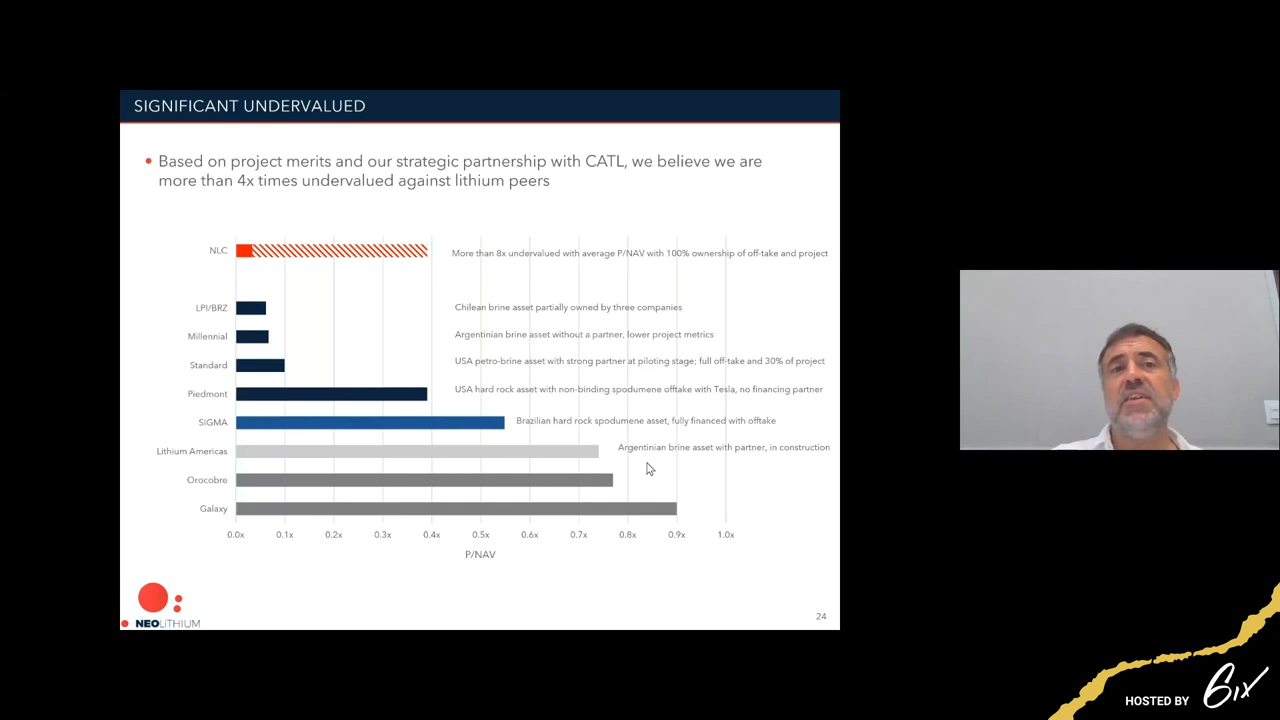 SIGNIFICANT UNDERVALUED
• Based on project merits and our strategic partnership with CATL, we believe we are
more than 4x times undervalued against lithium peers
NLC
More than 8x undervalued with average P/NAV with 100% ownership of off-take and project
LPI/BRZ
Chilean brine asset partially owned by three companies
Millennial
Argentinian brine asset without a partner, lower project metrics
Standard
USA petro-brine asset with strong partner at piloting stage; full off-take and 30% of project
Piedmont
USA hard rock asset with non-binding spodumene offtake with Tesla, no financing partner
SIGMA
Brazilian hard rock spodumene asset, fully financed with offtake
Lithium Americas
Argentinian brine asset with partner, in construction
Orocobre
Galaxy
0.0x 0.1x 0.2x 0.3x 0.4x 0.5x 0.6x 0.7x 0.8x 0.9x 1.0x
P/NAV
NEOLITHIUM
24
HOSTED BY 6ix